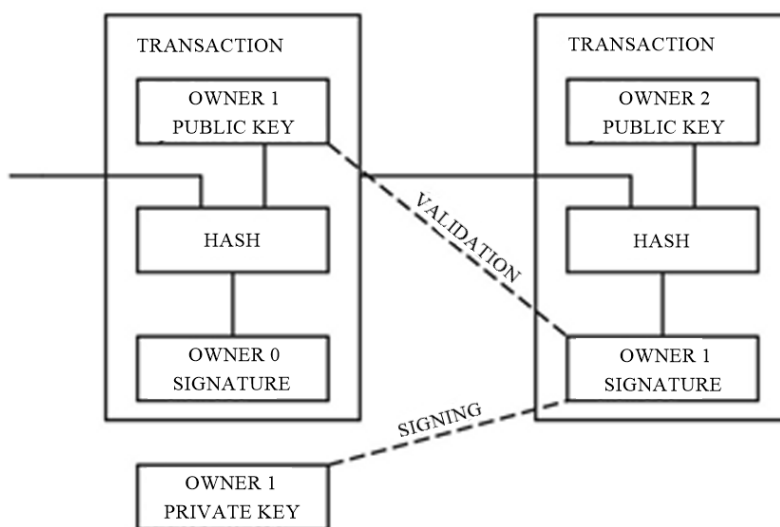 TRANSACTION
OWNER 1
PUBLIC KEY
HASH
OWNER 0
SIGNATURE
OWNER 1
PRIVATE KEY
VALIDATION
SIGNING
TRANSACTION
OWNER 2
PUBLIC KEY
HASH
OWNER 1
SIGNATURE